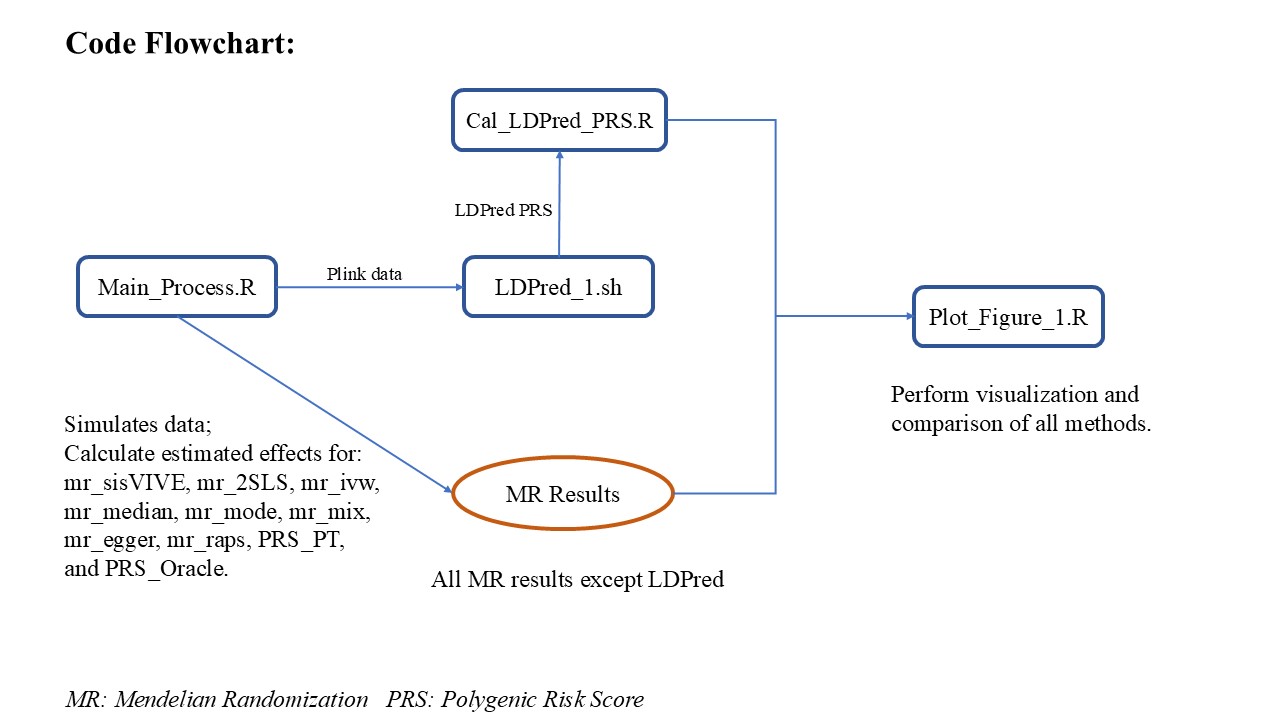 Code Flowchart:
Cal_LDPred_PRS.R
LDPred PRS
Main_Process.R
Plink data
LDPred_1.sh
Plot_Figure_1.R
Perform visualization and
comparison of all methods.
Simulates data;
Calculate estimated effects for:
mr_sisVIVE, mr_2SLS, mr_ivw,
mr_median, mr_mode, mr_mix,
mr_egger, mr_raps, PRS_PT,
and PRS_Oracle.
MR Results
All MR results except LDPred
MR: Mendelian Randomization   PRS: Polygenic Risk Score